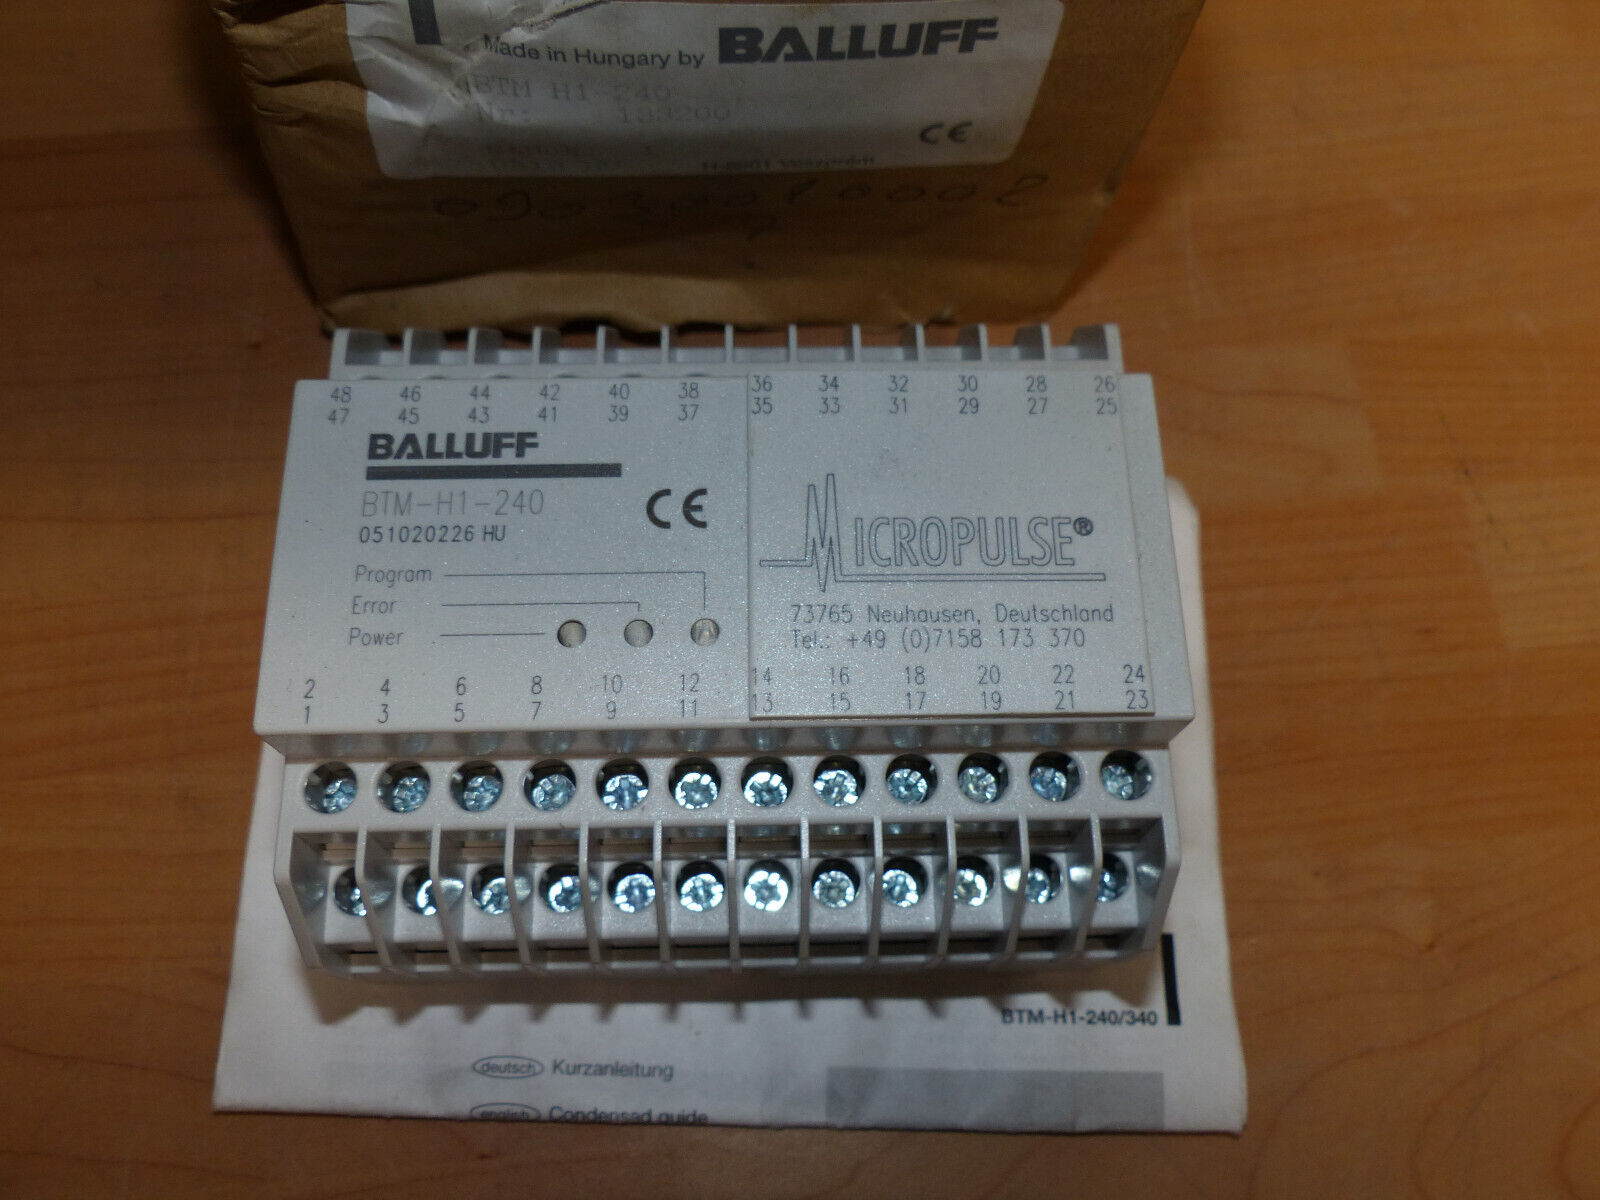 Made in Hungary by BALLUFF
BTM H1-240
Nr: 133200
CE
48 46 44 42 40 38 36 34 32 30 28 26
47 45 43 41 39 37 35 33 31 29 27 25
BALLUFF
BTM-H1-240
CE
051020226 HU
MICROPULSE®
Program
Error
Power
73765 Neuhausen, Deutschland
Tel.: +49 (0)7158 173 370
2 4 6 8 10 12 14 16 18 20 22 24
1 3 5 7 9 11 13 15 17 19 21 23
BTM-H1-240/340
deutsch Kurzanleitung
english Condensed guide